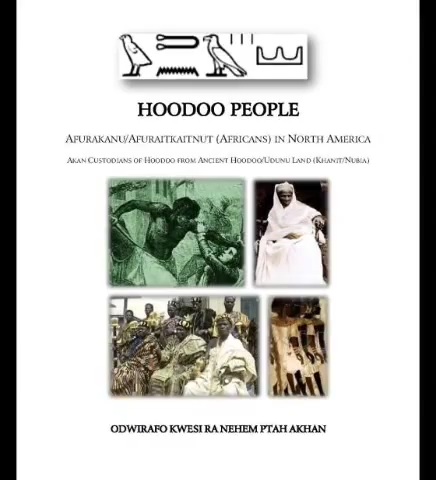 HOODOO PEOPLE
AFURAKANU/AFURAITKAITNUT (AFRICANS) IN NORTH AMERICA
AKAN CUSTODIANS OF HOODOO FROM ANCIENT HOODOO/UDUNU LAND (KHANIT/NUBIA)
ODWIRAFO KWESI RA NEHEM PTAH AKHAN